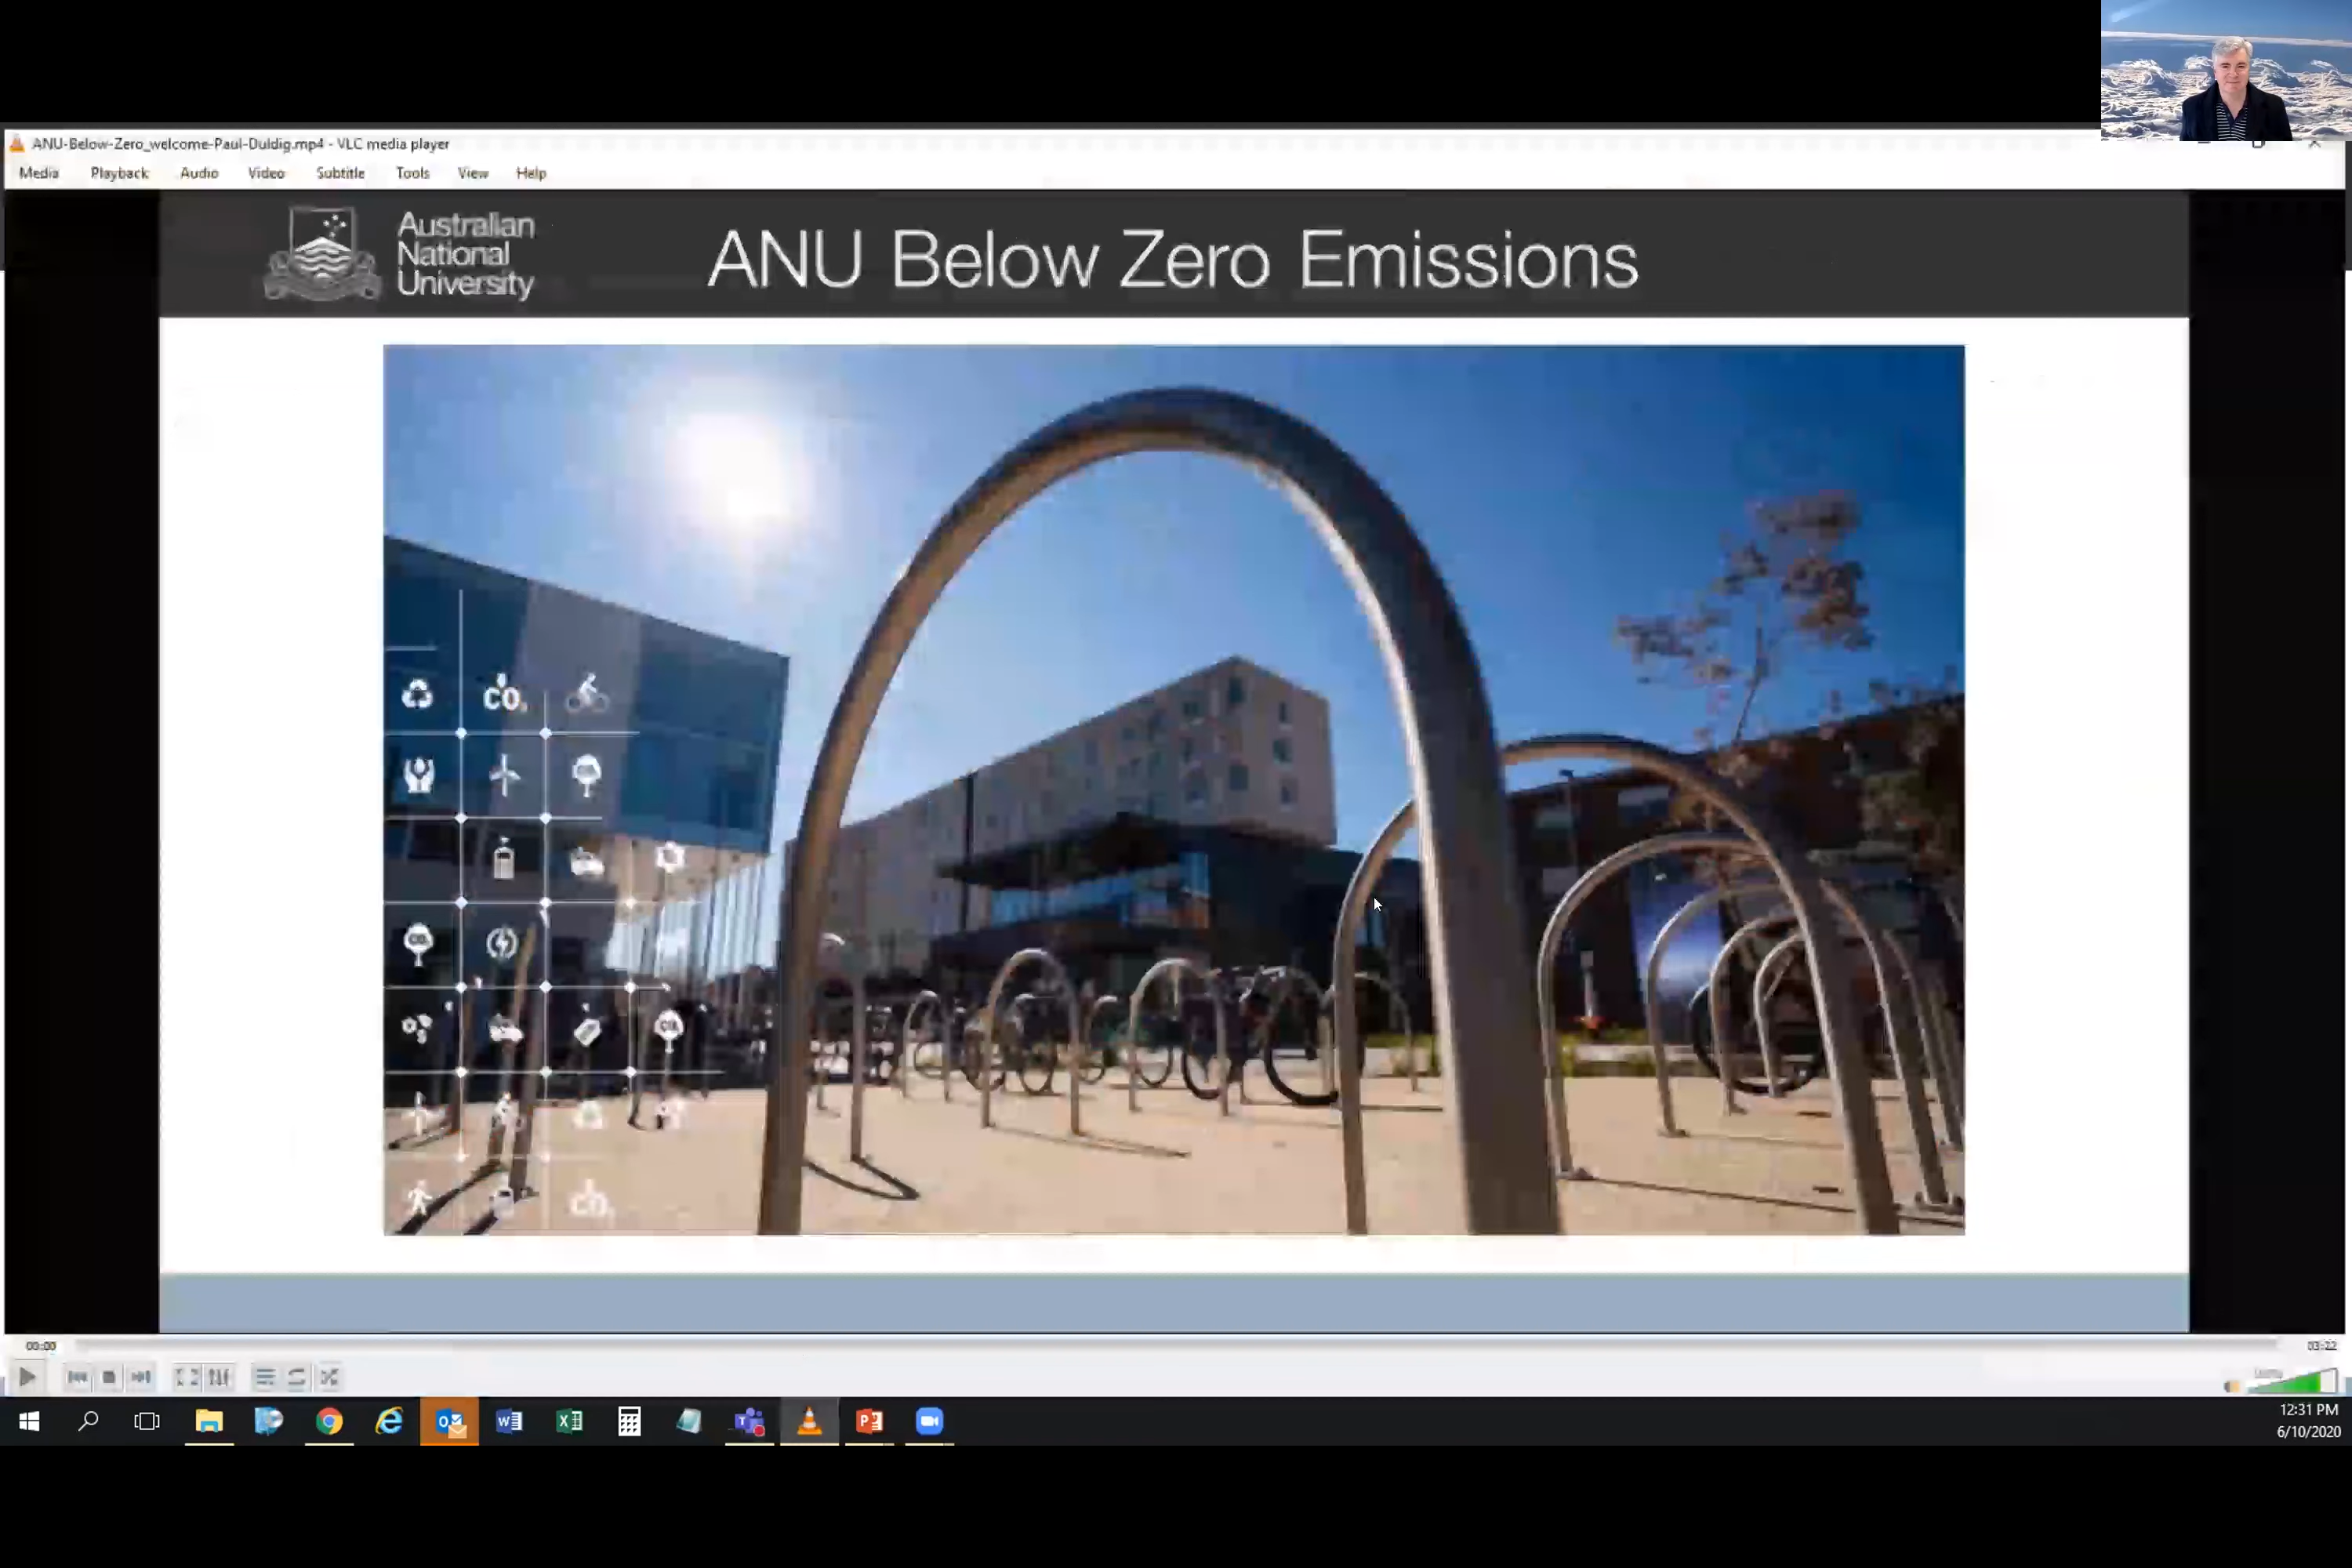 ANU-Below-Zero_welcome-Paul-Duldig.mp4 - VLC media player
Media Playback Audio Video Subtitle Tools View Help
Australian
National
University
ANU Below Zero Emissions
CO₂
00:00
03:22
12:31 PM
6/10/2020